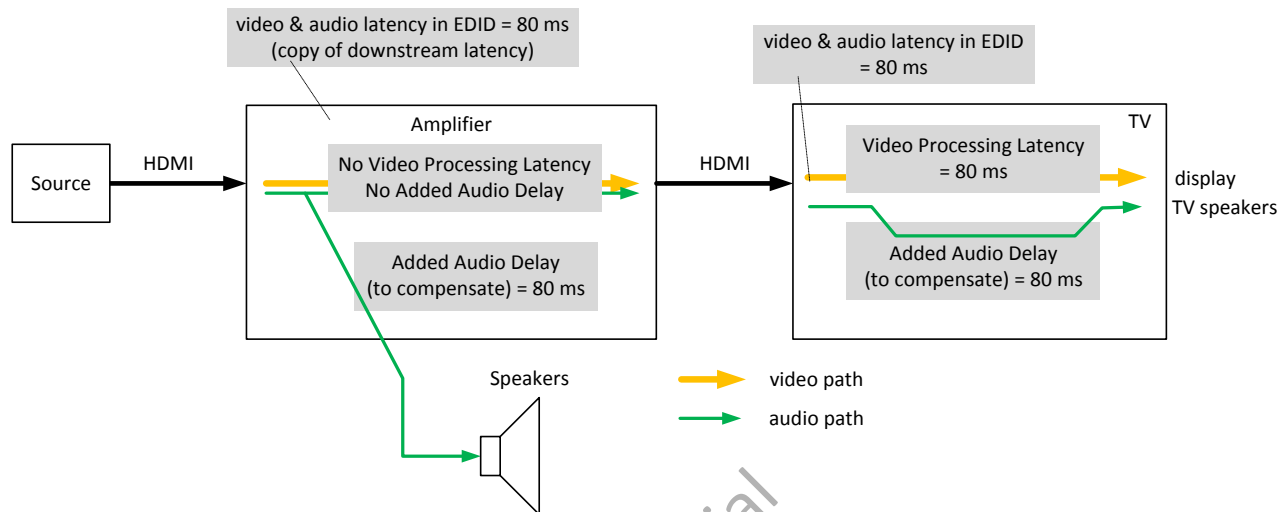 video & audio latency in EDID = 80 ms
(copy of downstream latency)
video & audio latency in EDID
= 80 ms
Amplifier
TV
Source
HDMI
No Video Processing Latency
No Added Audio Delay
HDMI
Video Processing Latency
= 80 ms
display
TV speakers
Added Audio Delay
(to compensate) = 80 ms
Added Audio Delay
(to compensate) = 80 ms
Speakers
video path
audio path